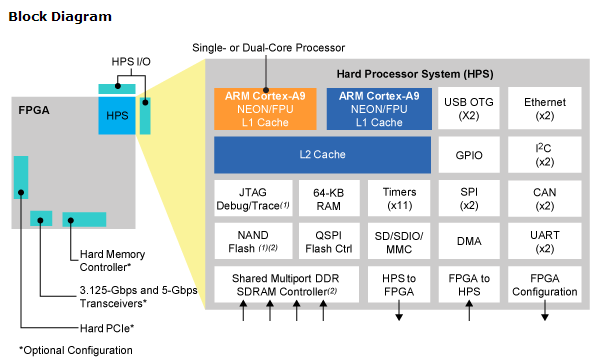 Block Diagram
Single- or Dual-Core Processor
HPS I/O
FPGA
HPS
Hard Memory
Controller*
3.125-Gbps and 5-Gbps
Transceivers*
Hard PCIe*
*Optional Configuration
Hard Processor System (HPS)
ARM Cortex-A9
NEON/FPU
L1 Cache
ARM Cortex-A9
NEON/FPU
L1 Cache
USB OTG
(X2)
Ethernet
(x2)
L2 Cache
GPIO
I2C
(x2)
JTAG
Debug/Trace(1)
64-KB
RAM
Timers
(x11)
SPI
(x2)
CAN
(x2)
NAND
Flash (1)(2)
QSPI
Flash Ctrl
SD/SDIO/
MMC
DMA
UART
(x2)
Shared Multiport DDR
SDRAM Controller(2)
HPS to
FPGA
FPGA to
HPS
FPGA
Configuration